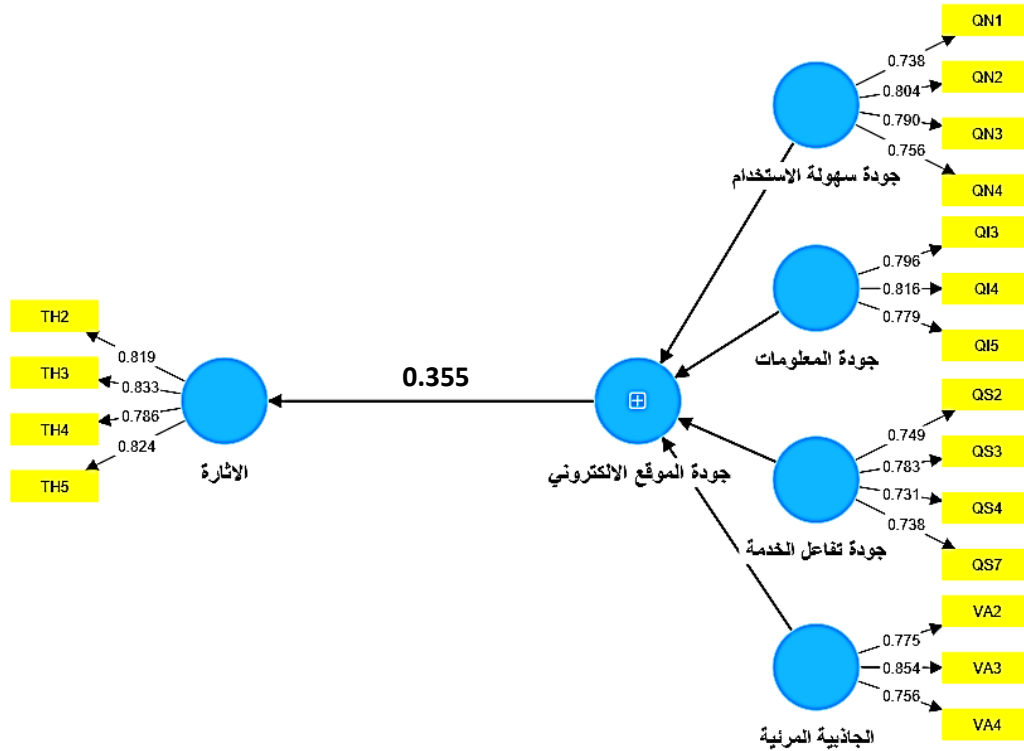 QN1
0.738
QN2
0.804
QN3
0.790
0.756
QN4
جودة سهولة الاستخدام
QI3
0.796
QI4
0.816
0.779
QI5
جودة المعلومات
TH2
0.819
TH3
0.833
TH4
0.786
0.824
TH5
الاثارة
0.355
جودة الموقع الالكتروني
QS2
0.749
QS3
0.783
0.731
QS4
0.738
QS7
جودة تفاعل الخدمة
VA2
0.775
0.854
VA3
0.756
VA4
الجاذبية المرئية